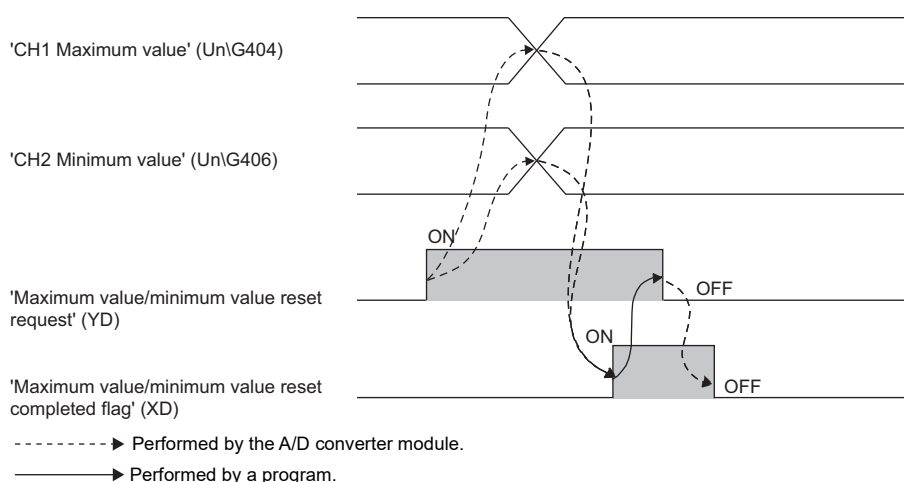 'CH1 Maximum value' (Un\G404)
'CH2 Minimum value' (Un\G406)
ON
OFF
'Maximum value/minimum value reset
request' (YD)
ON
OFF
'Maximum value/minimum value reset
completed flag' (XD)
Performed by the A/D converter module.
Performed by a program.